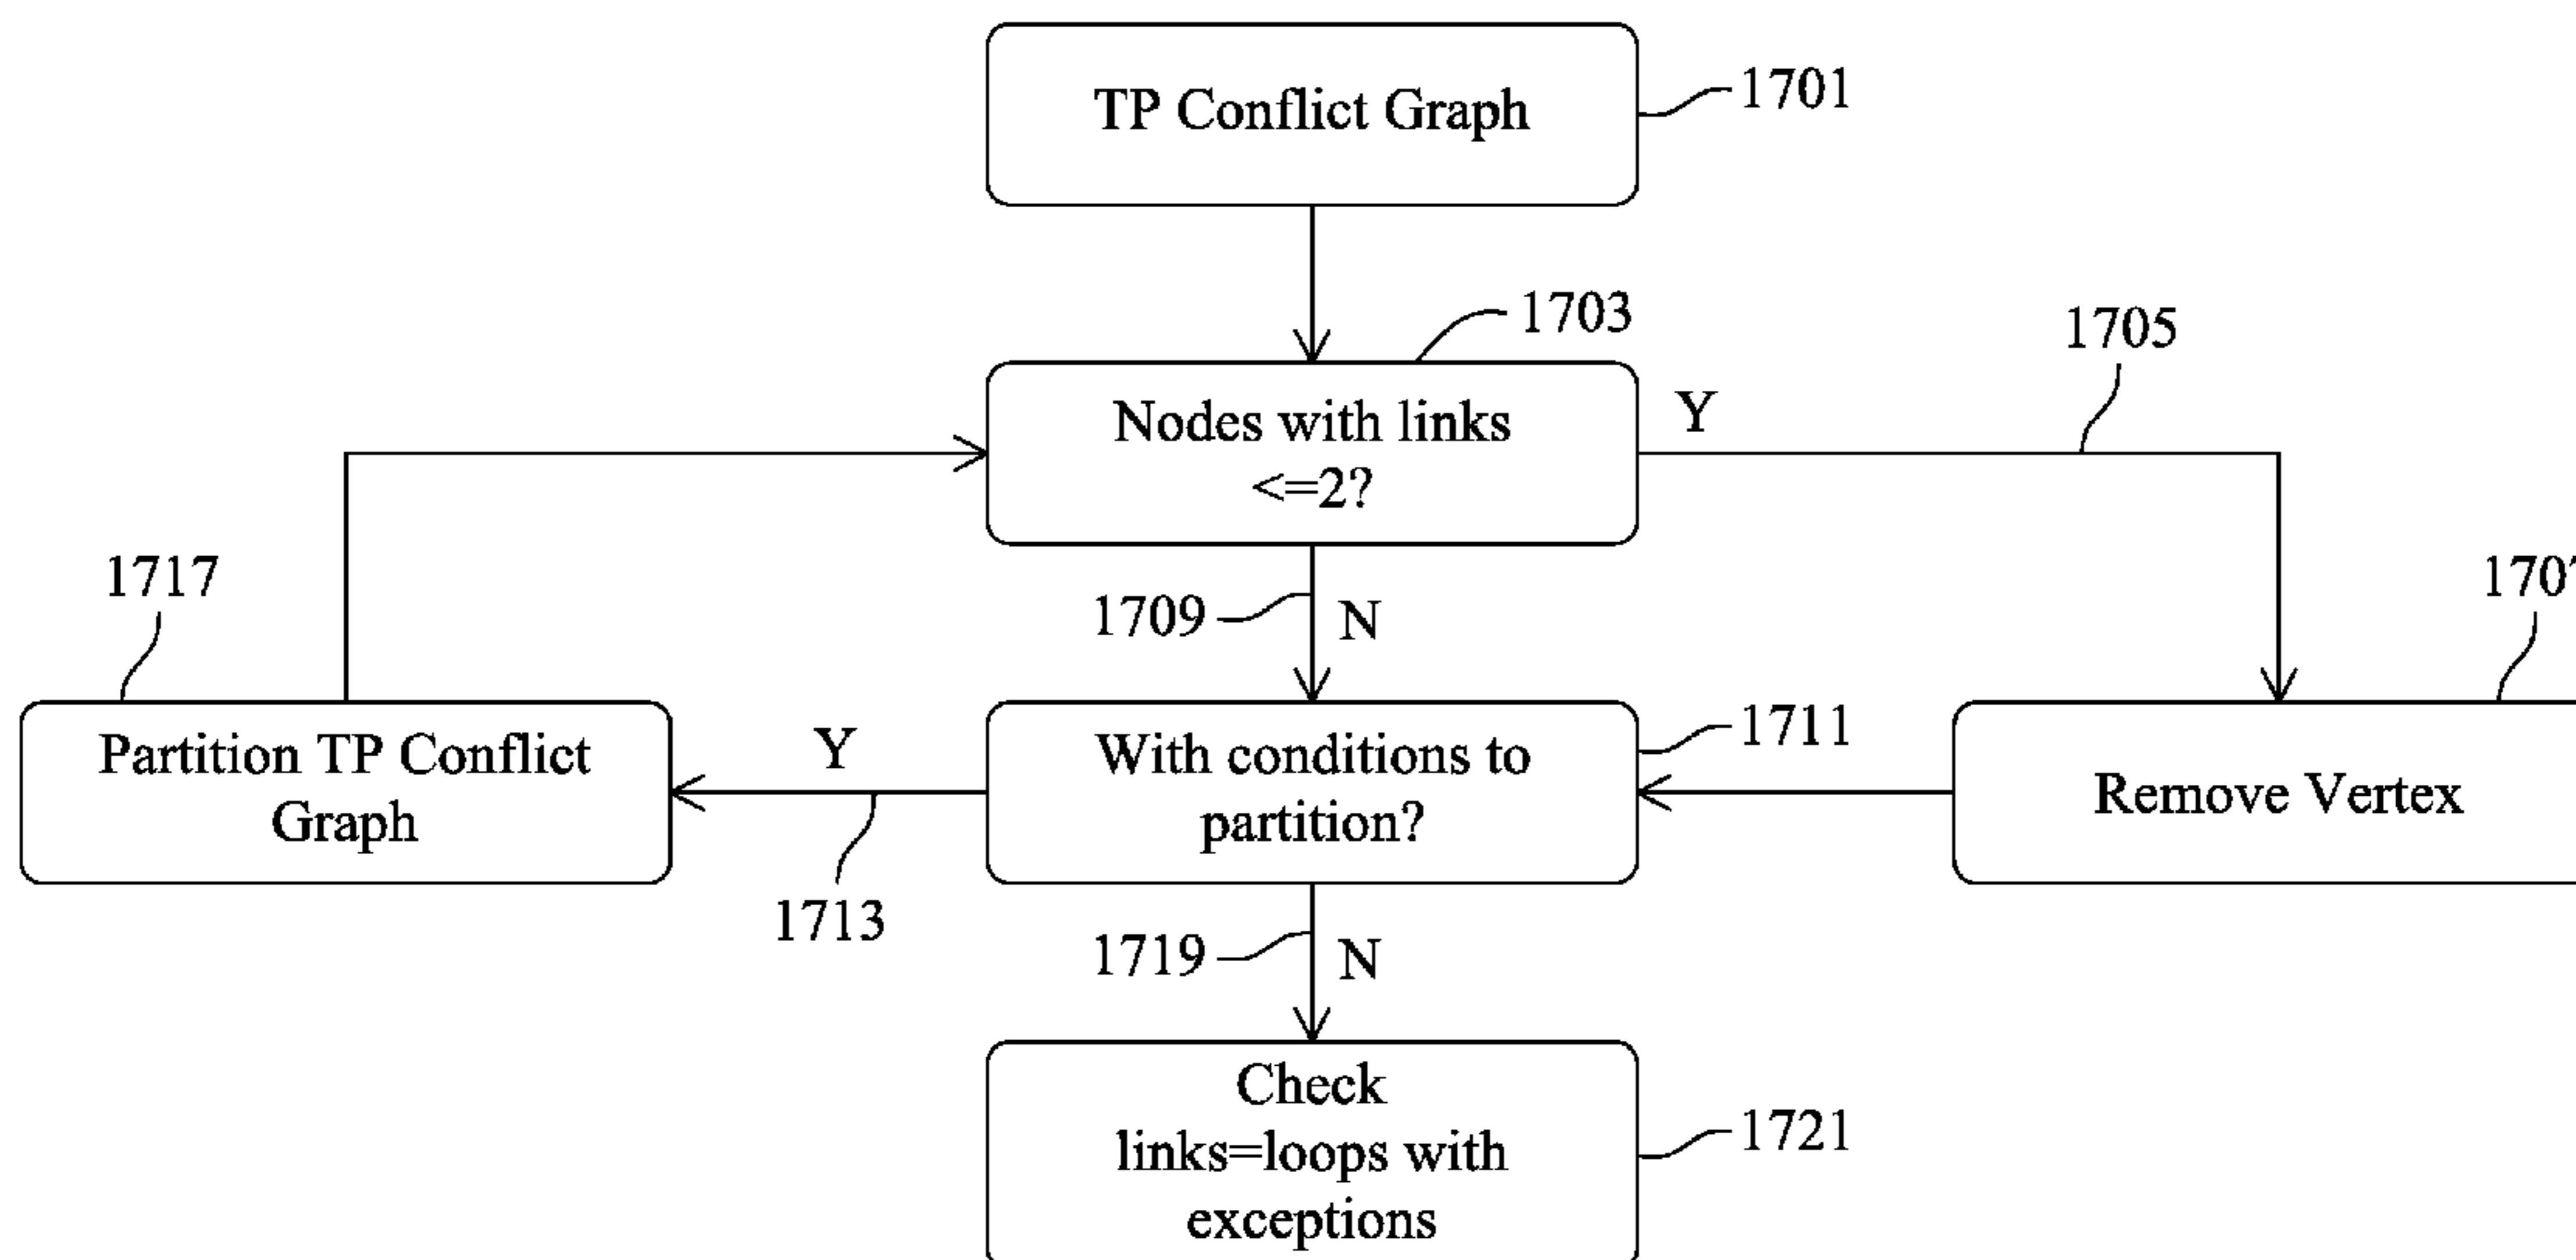 TP Conflict Graph
1701
1703
Nodes with links
<=2?
Y
1705
1709
N
1717
Partition TP Conflict
Graph
Y
1713
With conditions to
partition?
1711
Remove Vertex
1719
N
Check
links=loops with
exceptions
1721